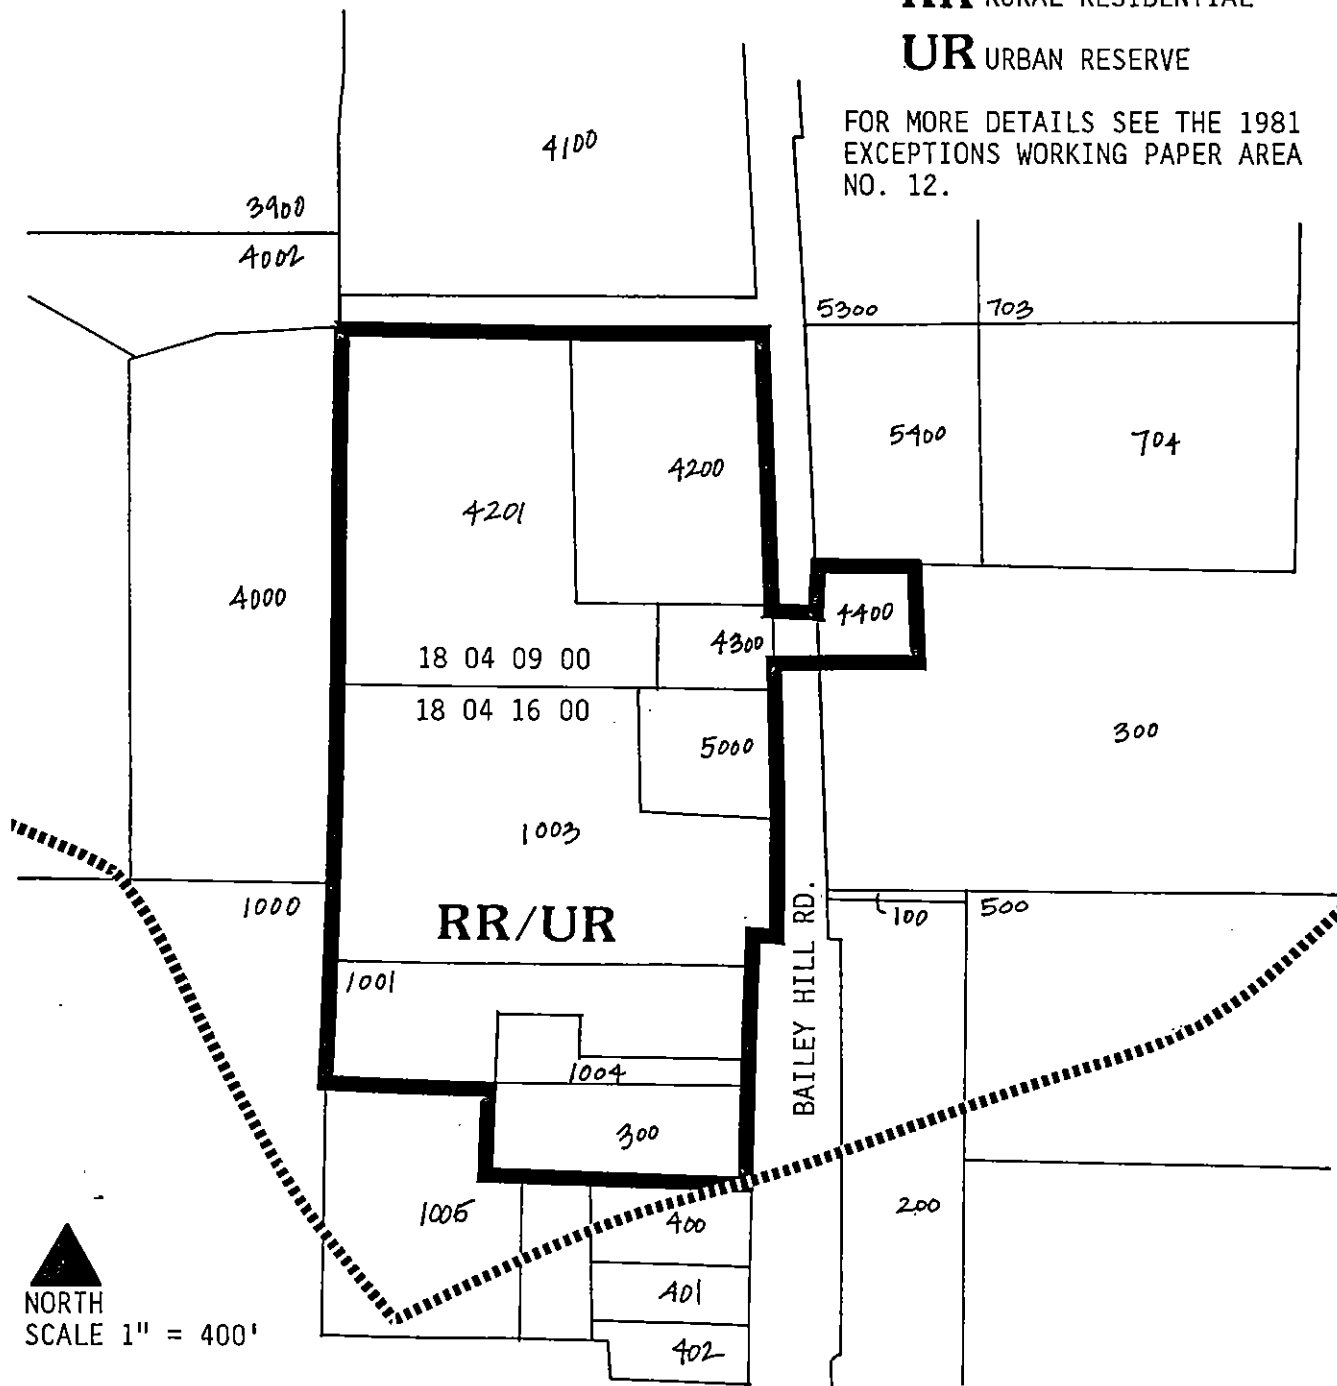 RR RURAL RESIDENTIAL
UR URBAN RESERVE
FOR MORE DETAILS SEE THE 1981
EXCEPTIONS WORKING PAPER AREA
NO. 12.
4100
3900
4002
5300
703
5400
704
4200
4201
4000
4400
4300
18 04 09 00
18 04 16 00
5000
300
1003
1000
RR/UR
100
500
1001
BAILEY HILL RD.
1004
300
1005
400
200
401
402
NORTH
SCALE 1" = 400'